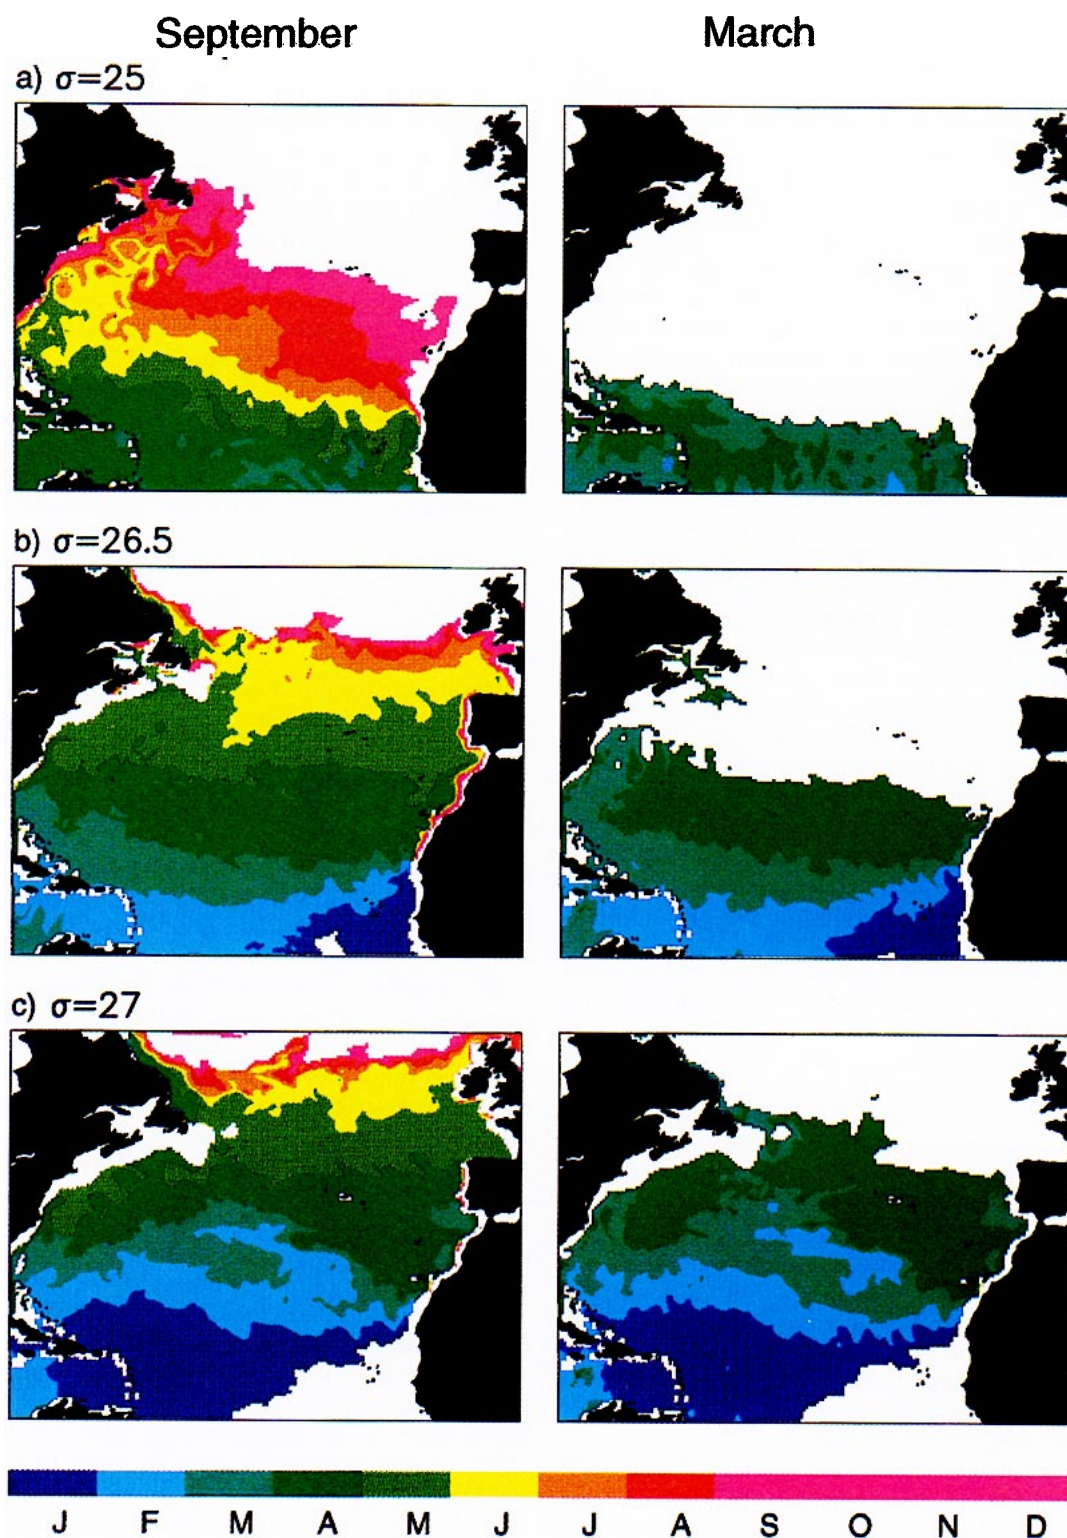 September March
a) σ=25
b) σ=26.5
c) σ=27
J F M A M J J A S O N D